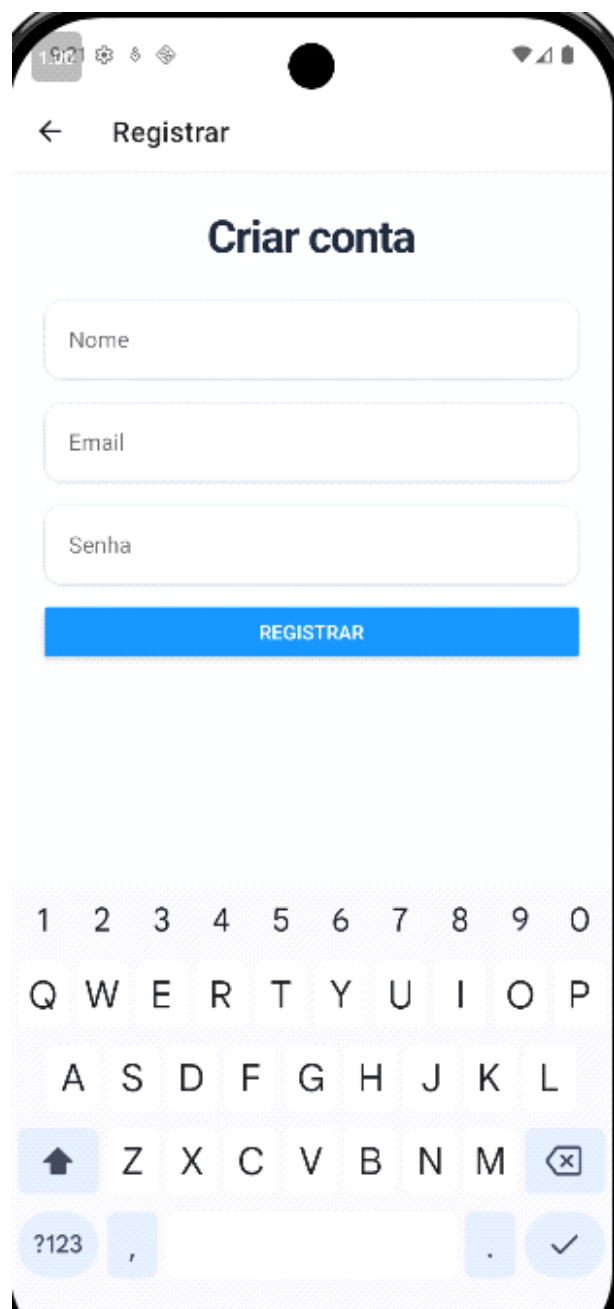 Registrar
Criar conta
Nome
Email
Senha
REGISTRAR
1 2 3 4 5 6 7 8 9 0
Q W E R T Y U I O P
A S D F G H J K L
Z X C V B N M
?123 , .